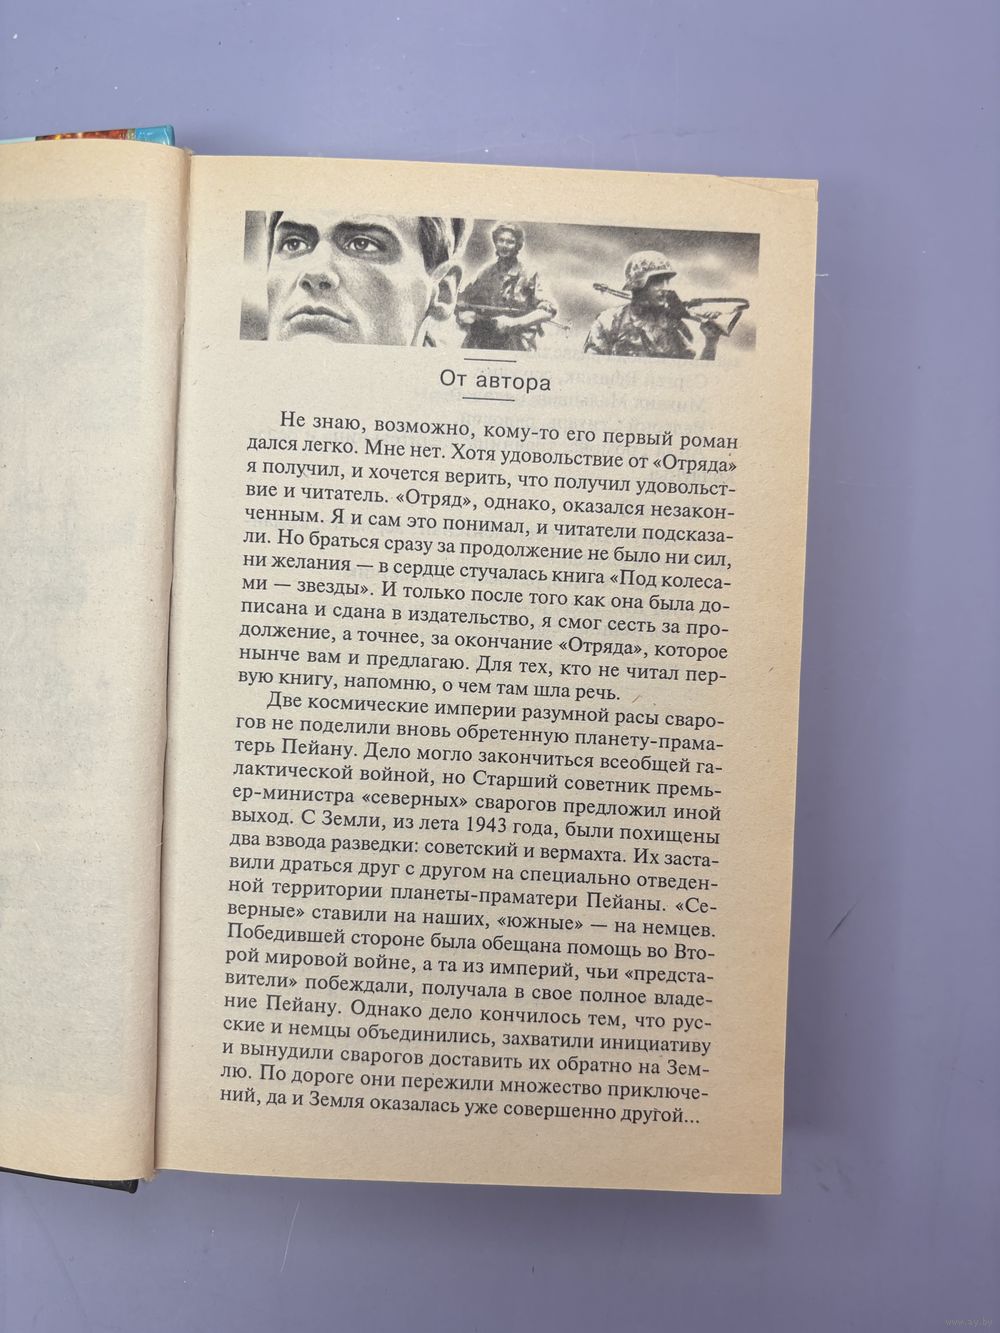 От автора
Не знаю, возможно, кому-то его первый роман
дался легко. Мне нет. Хотя удовольствие от «Отряда»
я получил, и хочется верить, что получил удовольст-
вие и читатель. «Отряд», однако, оказался незакон-
ченным. Я и сам это понимал, и читатели подсказа-
ли. Но браться сразу за продолжение не было ни сил,
ни желания — в сердце стучалась книга «Под колеса-
ми — звезды». И только после того как она была до-
писана и сдана в издательство, я смог сесть за про-
должение, а точнее, за окончание «Отряда», которое
нынче вам и предлагаю. Для тех, кто не читал пер-
вую книгу, напомню, о чем там шла речь.
Две космические империи разумной расы сваро-
гов не поделили вновь обретенную планету-прама-
терь Пейану. Дело могло закончиться всеобщей га-
лактической войной, но Старший советник премь-
ер-министра «северных» сварогов предложил иной
выход. С Земли, из лета 1943 года, были похищены
два взвода разведки: советский и вермахта. Их заста-
вили драться друг с другом на специально отведен-
ной территории планеты-праматери Пейаны. «Се-
верные» ставили на наших, «южные» — на немцев.
Победившей стороне была обещана помощь во Вто-
рой мировой войне, а та из империй, чьи «предста-
вители» побеждали, получала в свое полное владе-
ние Пейану. Однако дело кончилось тем, что рус-
ские и немцы объединились, захватили инициативу
и вынудили сварогов доставить их обратно на Зем-
лю. По дороге они пережили множество приключе-
ний, да и Земля оказалась уже совершенно другой...
www.ay.by